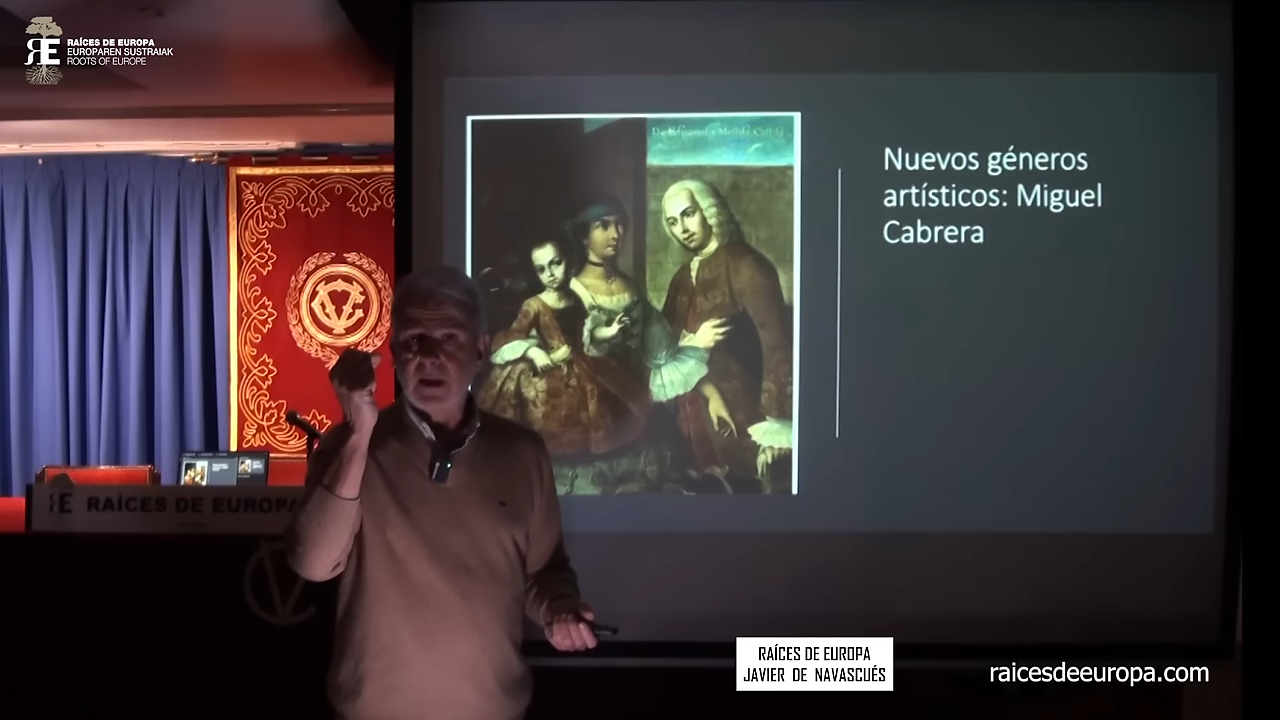 RAÍCES DE EUROPA
EUROPAREN SUSTRAIAK
ROOTS OF EUROPE
Nuevos géneros
artísticos: Miguel
Cabrera
RAÍCES DE EUROPA
RAÍCES DE EUROPA
JAVIER DE NAVASCUÉS
raicesdeeuropa.com